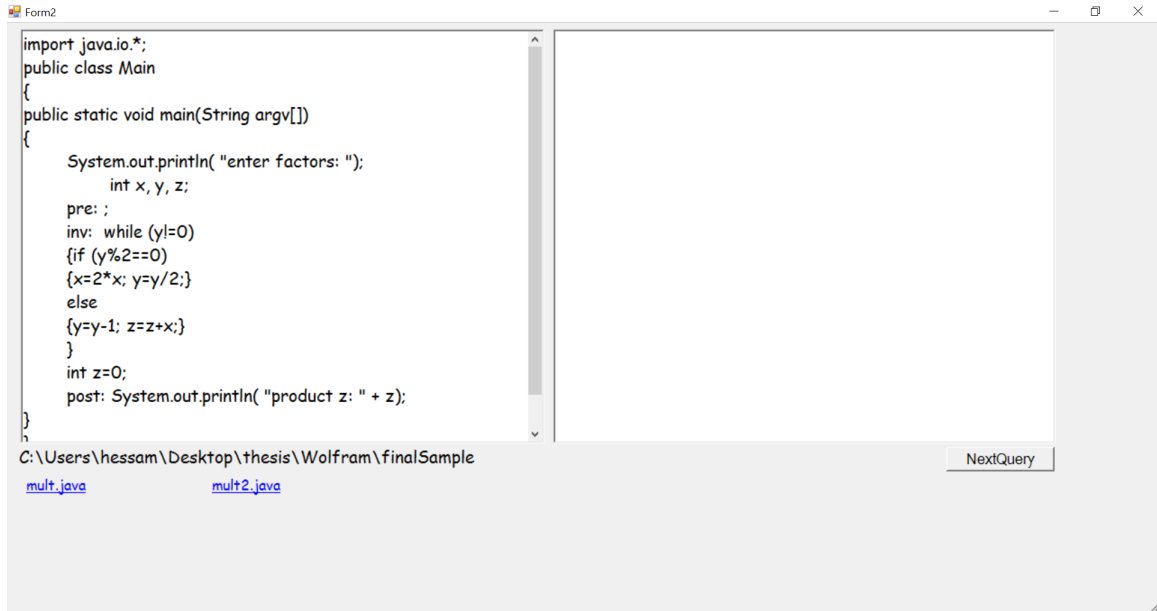 Form2
import java.io.*;
public class Main
{
public static void main(String argv[])
{
System.out.println( "enter factors: ");
int x, y, z;
pre: ;
inv:  while (y!=0)
{if (y%2==0)
{x=2*x; y=y/2;}
else
{y=y-1; z=z+x;}
}
int z=0;
post: System.out.println( "product z: " + z);
}
}
C:\Users\hessam\Desktop\thesis\Wolfram\finalSample
NextQuery
mult.java mult2.java